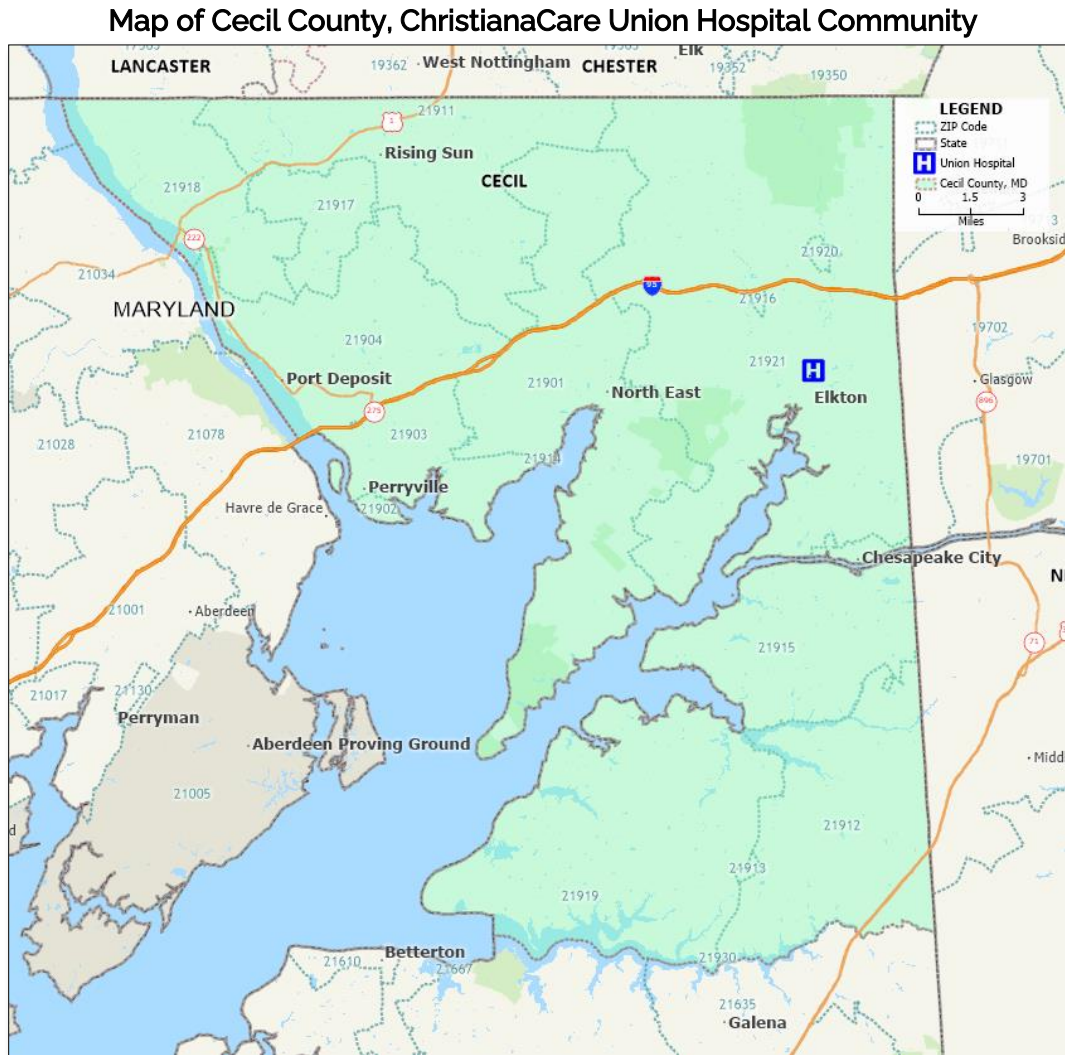 Map of Cecil County, ChristianaCare Union Hospital Community
Elk
LANCASTER
19362
West Nottingham
CHESTER
19352
19350
21911
1
LEGEND
ZIP Code
State
Union Hospital
Cecil County, MD
0 1.5 3
Miles
Rising Sun
CECIL
21918
21917
222
21920
21034
95
21916
MARYLAND
19702
21904
21921
H
Port Deposit
21901
North East
Elkton
Glasgow
896
275
21028
21078
21903
21914
19701
Perryville
Havre de Grace
21902
Chesapeake City
21001
Aberdeen
21915
71
21017
21130
Perryman
Aberdeen Proving Ground
21005
21912
21913
21919
Betterton
21610
21667
21930
21635
Galena